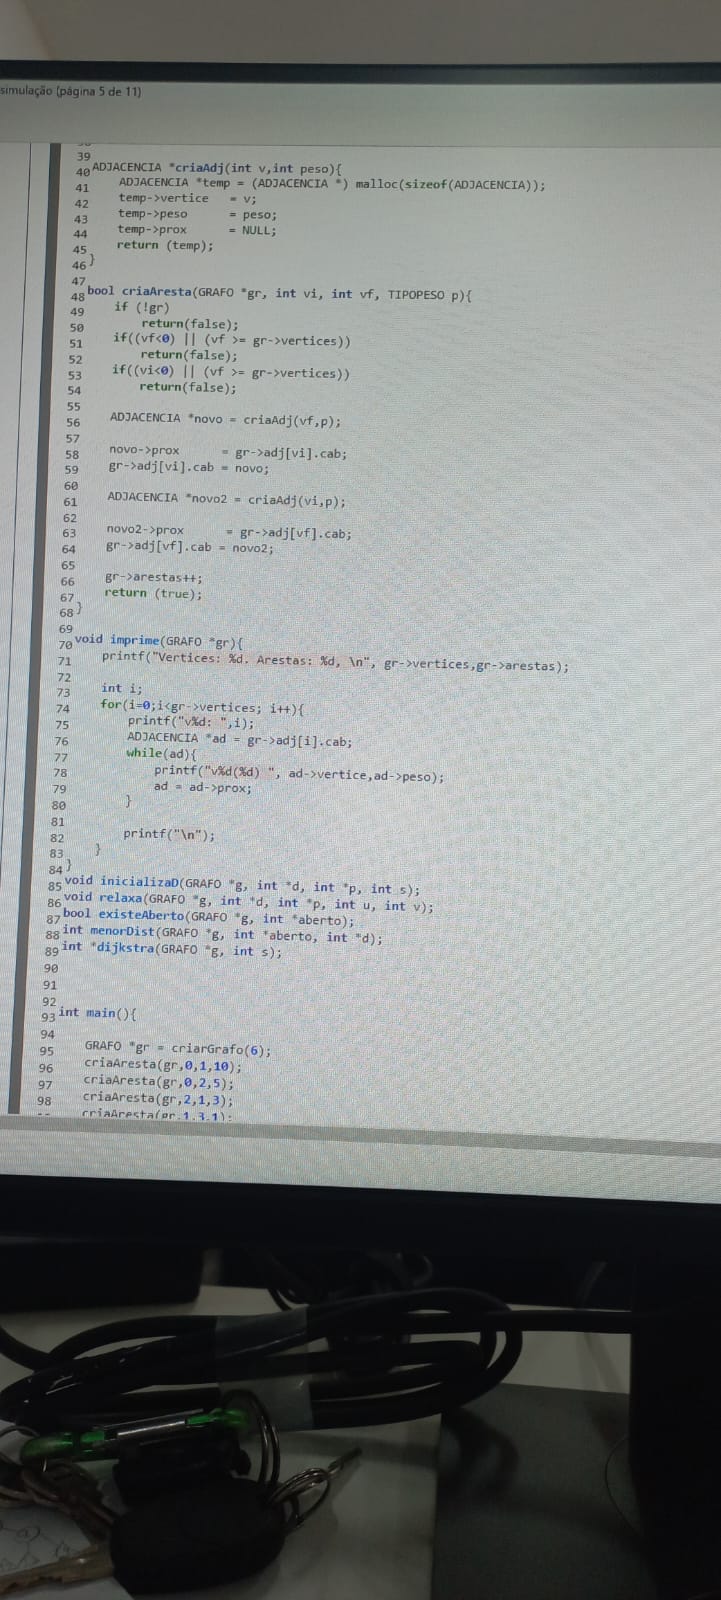 simulação (página 5 de 11)
39
40 ADJACENCIA *criaAdj(int v,int peso){
41 ADJACENCIA *temp = (ADJACENCIA *) malloc(sizeof(ADJACENCIA));
42 temp->vertice = v;
43 temp->peso = peso;
44 temp->prox = NULL;
45 return (temp);
46 }
47
48 bool criaAresta(GRAFO *gr, int vi, int vf, TIPOPESO p){
49 if (!gr)
50 return(false);
51 if((vf<0) || (vf >= gr->vertices))
52 return(false);
53 if((vi<0) || (vf >= gr->vertices))
54 return(false);
55
56 ADJACENCIA *novo = criaAdj(vf,p);
57
58 novo->prox = gr->adj[vi].cab;
59 gr->adj[vi].cab = novo;
60
61 ADJACENCIA *novo2 = criaAdj(vi,p);
62
63 novo2->prox = gr->adj[vf].cab;
64 gr->adj[vf].cab = novo2;
65
66 gr->arestas++;
67 return (true);
68 }
69
70 void imprime(GRAFO *gr){
71 printf("Vertices: %d. Arestas: %d, \n", gr->vertices,gr->arestas);
72
73 int i;
74 for(i=0;i<gr->vertices; i++){
75 printf("v%d: ",i);
76 ADJACENCIA *ad = gr->adj[i].cab;
77 while(ad){
78 printf("v%d(%d) ", ad->vertice,ad->peso);
79 ad = ad->prox;
80 }
81
82 printf("\n");
83 }
84 }
85 void inicializaD(GRAFO *g, int *d, int *p, int s);
86 void relaxa(GRAFO *g, int *d, int *p, int u, int v);
87 bool existeAberto(GRAFO *g, int *aberto);
88 int menorDist(GRAFO *g, int *aberto, int *d);
89 int *dijkstra(GRAFO *g, int s);
90
91
92
93 int main(){
94
95 GRAFO *gr = criarGrafo(6);
96 criaAresta(gr,0,1,10);
97 criaAresta(gr,0,2,5);
98 criaAresta(gr,2,1,3);
criaAresta(gr,1,3,1);